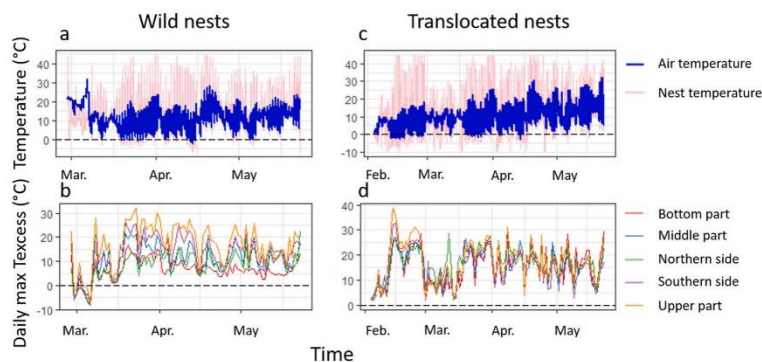 Wild nests
Translocated nests
a
c
Temperature (°C)
40
30
20
10
0
Mar.
Apr.
May
40
30
20
10
0
-10
Feb.
Mar.
Apr.
May
Air temperature
Nest temperature
b
d
Daily max Texcess (°C)
30
20
10
0
-10
Mar.
Apr.
May
40
30
20
10
0
Feb.
Mar.
Apr.
May
Bottom part
Middle part
Northern side
Southern side
Upper part
Time